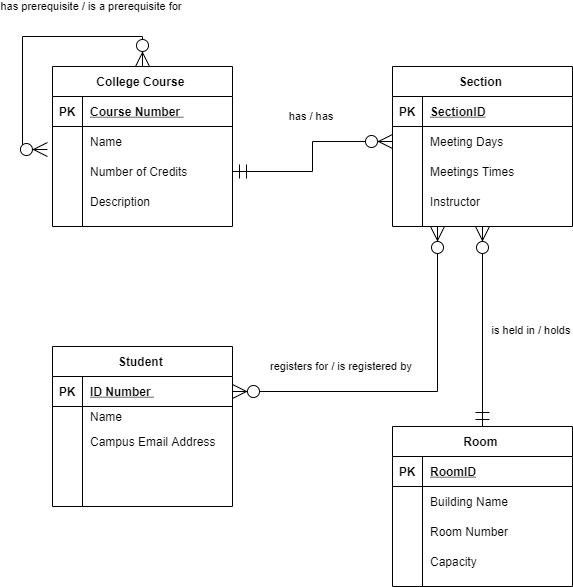 has prerequisite / is a prerequisite for
College Course
PK Course Number
Name
Number of Credits
Description
has / has
Section
PK SectionID
Meeting Days
Meetings Times
Instructor
is held in / holds
registers for / is registered by
Student
PK ID Number
Name
Campus Email Address
Room
PK RoomID
Building Name
Room Number
Capacity